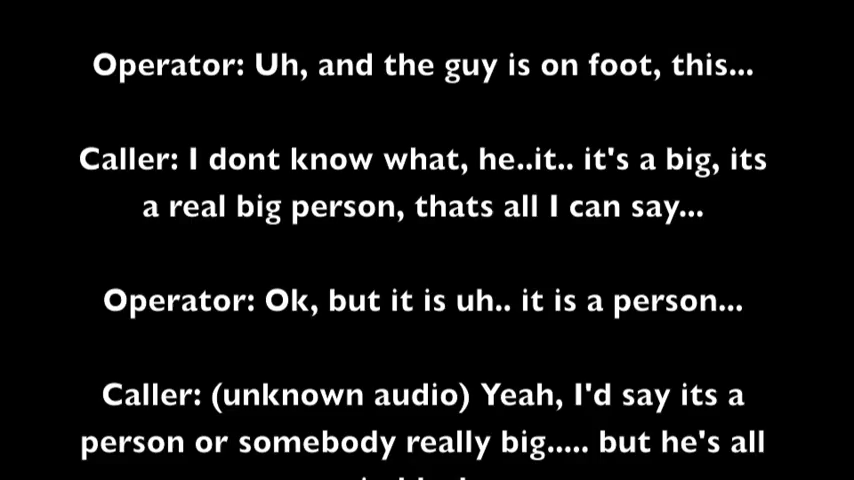 Operator: Uh, and the guy is on foot, this...
Caller: I dont know what, he..it.. it's a big, its
a real big person, thats all I can say...
Operator: Ok, but it is uh.. it is a person...
Caller: (unknown audio) Yeah, I'd say its a
person or somebody really big..... but he's all